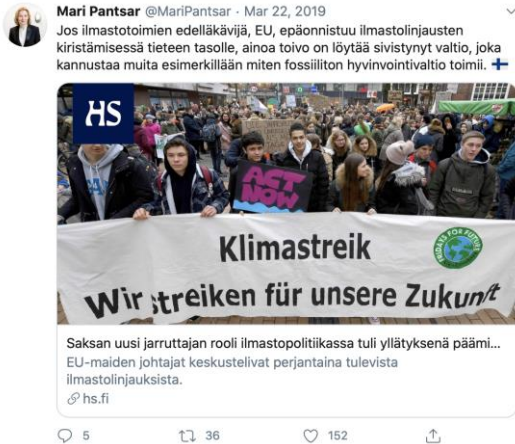 Mari Pantsar @MariPantsar · Mar 22, 2019
Jos ilmastotoimien edelläkävijä, EU, epäonnistuu ilmastolinjausten
kiristämisessä tieteen tasolle, ainoa toivo on löytää sivistynyt valtio, joka
kannustaa muita esimerkillään miten fossiiliton hyvinvointivaltio toimii. 🇫🇮
HS
ACT
NOW
Klimastreik
FRIDAYS FOR FUTURE
Wir streiken für unsere Zukunft
Saksan uusi jarruttajan rooli ilmastopolitiikassa tuli yllätyksenä päämi...
EU-maiden johtajat keskustelivat perjantaina tulevista
ilmastolinjauksista.
hs.fi
5 36 152